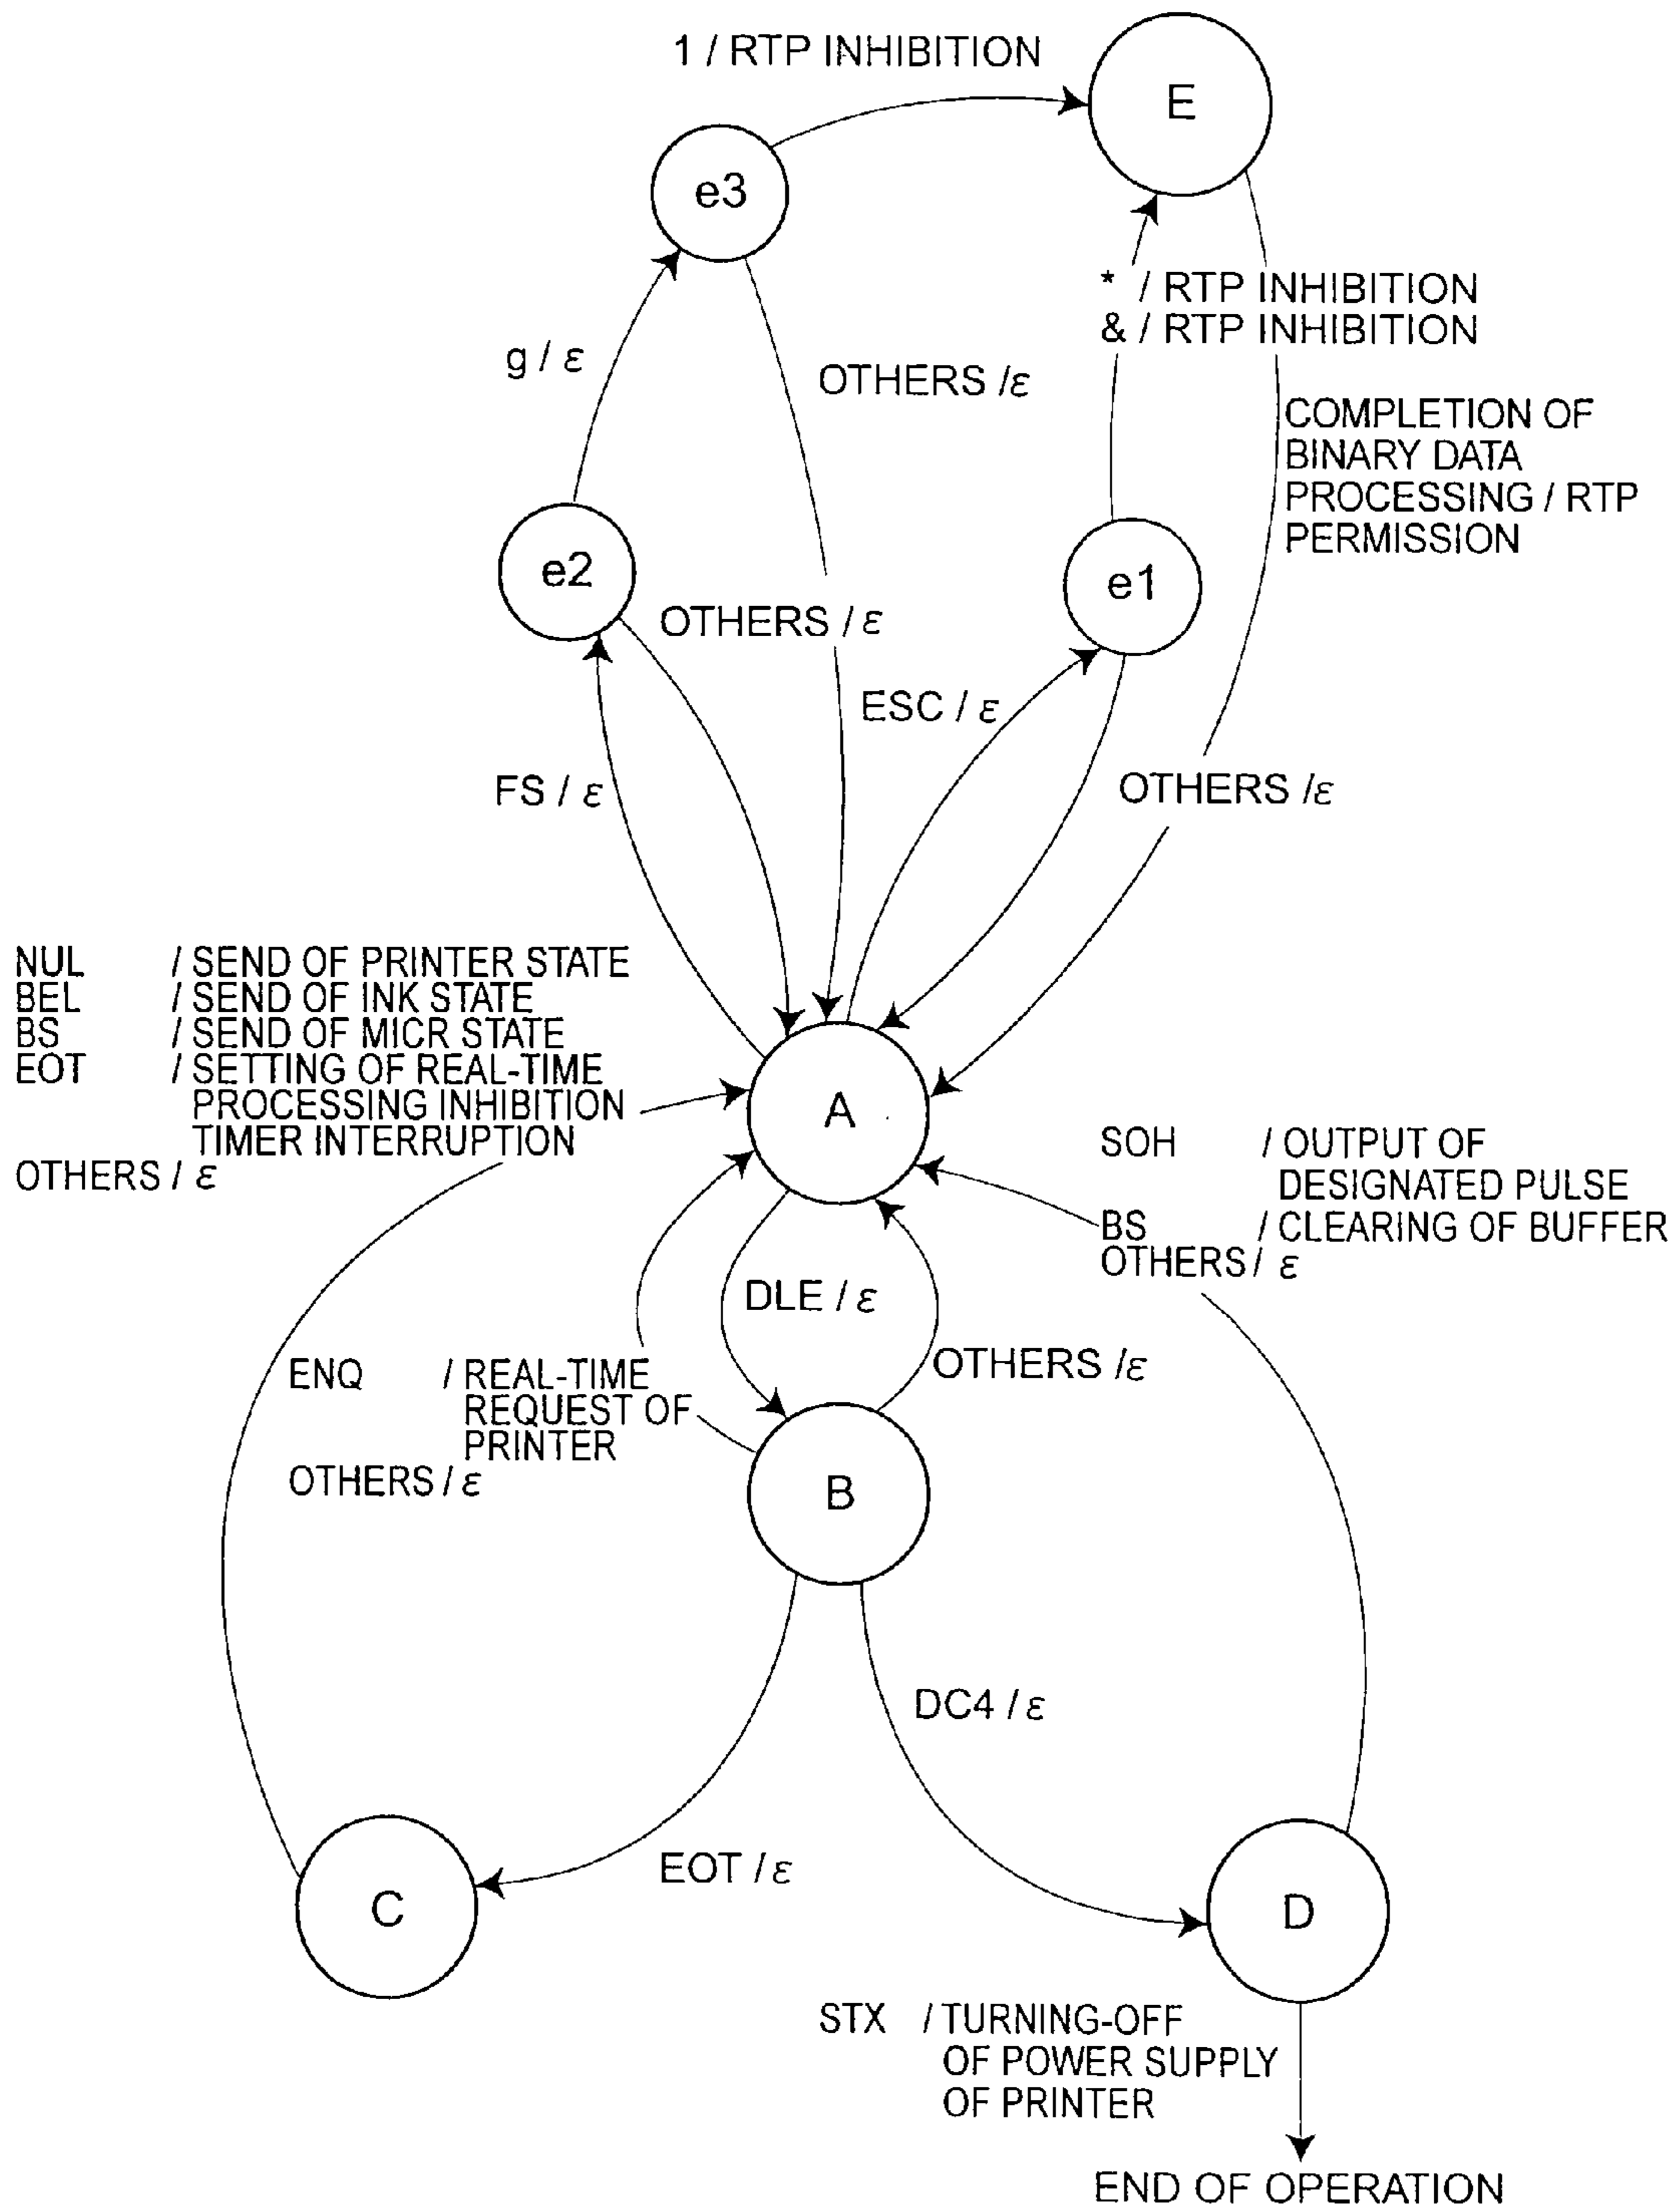 1 / RTP INHIBITION
E
e3
* / RTP INHIBITION
& / RTP INHIBITION
g / ε
OTHERS /ε
COMPLETION OF
BINARY DATA
PROCESSING / RTP
PERMISSION
e2
e1
OTHERS / ε
ESC / ε
FS / ε
OTHERS /ε
NUL / SEND OF PRINTER STATE
BEL / SEND OF INK STATE
BS / SEND OF MICR STATE
EOT / SETTING OF REAL-TIME
PROCESSING INHIBITION
TIMER INTERRUPTION
OTHERS / ε
A
SOH / OUTPUT OF
DESIGNATED PULSE
BS / CLEARING OF BUFFER
OTHERS / ε
DLE / ε
OTHERS /ε
ENQ / REAL-TIME
REQUEST OF
PRINTER
OTHERS / ε
B
DC4 / ε
EOT / ε
C
D
STX / TURNING-OFF
OF POWER SUPPLY
OF PRINTER
END OF OPERATION